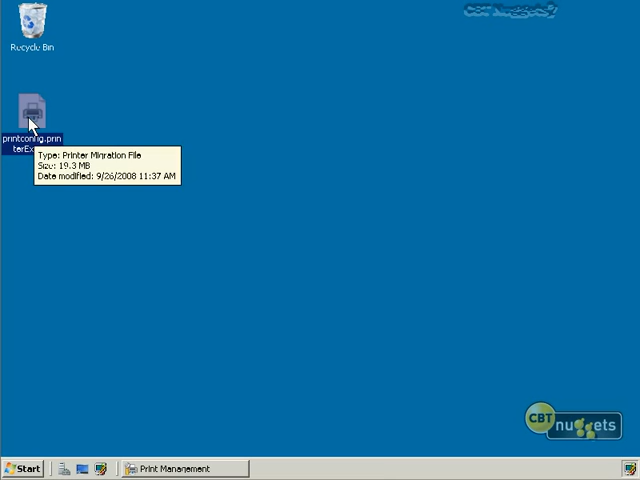 CBT Nuggets
Recycle Bin
printconfig.prin
terEx
Type: Printer Migration File
Size: 19.3 MB
Date modified: 9/26/2008 11:37 AM
CBT nuggets
Start
Print Management